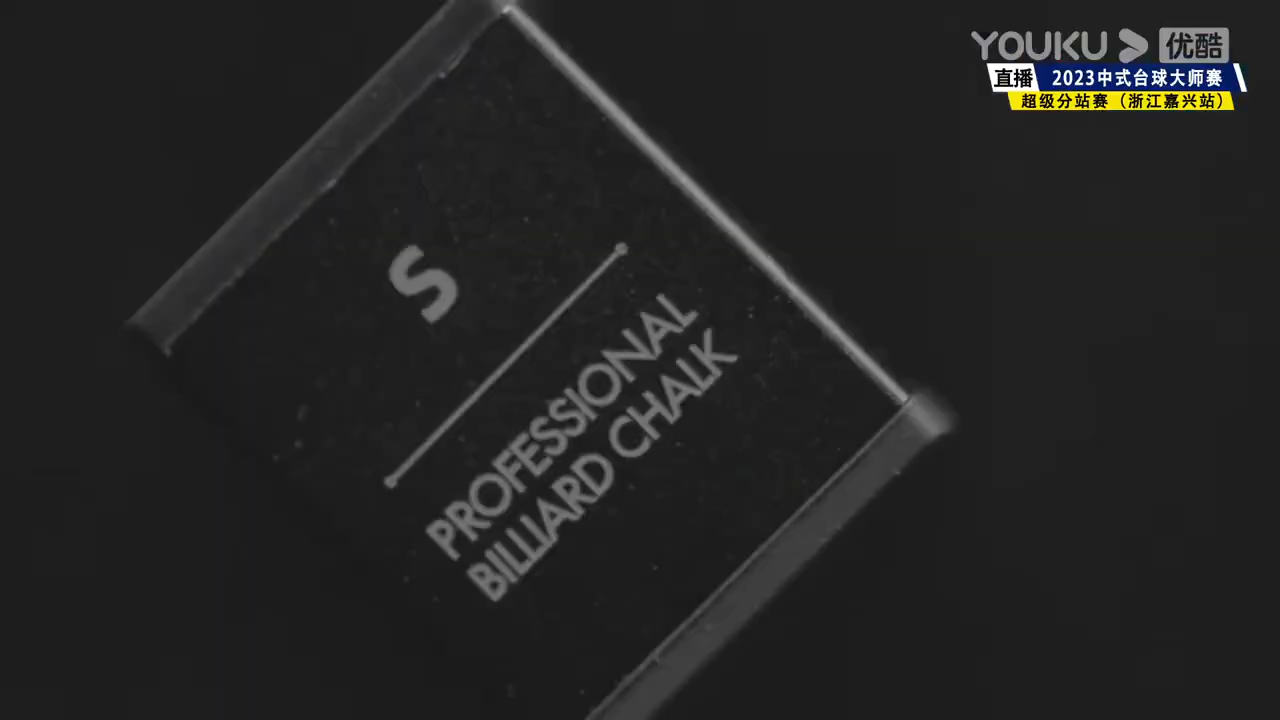 YOUKU 优酷
直播 2023中式台球大师赛
超级分站赛（浙江嘉兴站）
S
PROFESSIONAL
BILLIARD CHALK